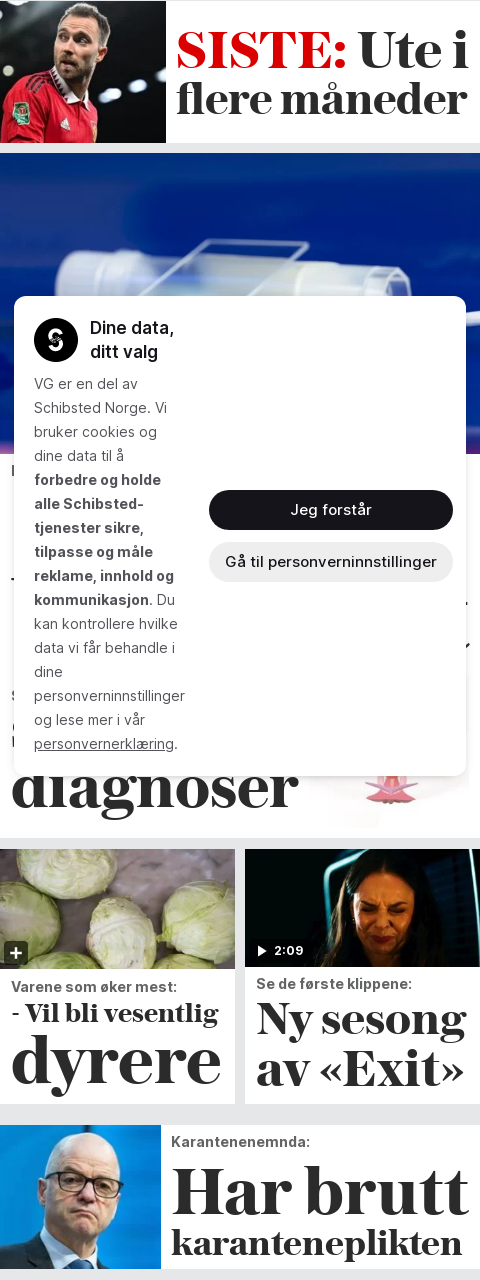 SISTE: Ute i
flere måneder
Dine data,
ditt valg
VG er en del av
Schibsted Norge. Vi
bruker cookies og
dine data til å
forbedre og holde
alle Schibsted-
tjenester sikre,
tilpasse og måle
reklame, innhold og
kommunikasjon. Du
kan kontrollere hvilke
data vi får behandle i
dine
personverninnstillinger
og lese mer i vår
personvernerklæring.
Jeg forstår
Gå til personverninnstillinger
diagnoser
Varene som øker mest:
- Vil bli vesentlig
dyrere
2:09
Se de første klippene:
Ny sesong
av «Exit»
Karantenenemnda:
Har brutt
karanteneplikten